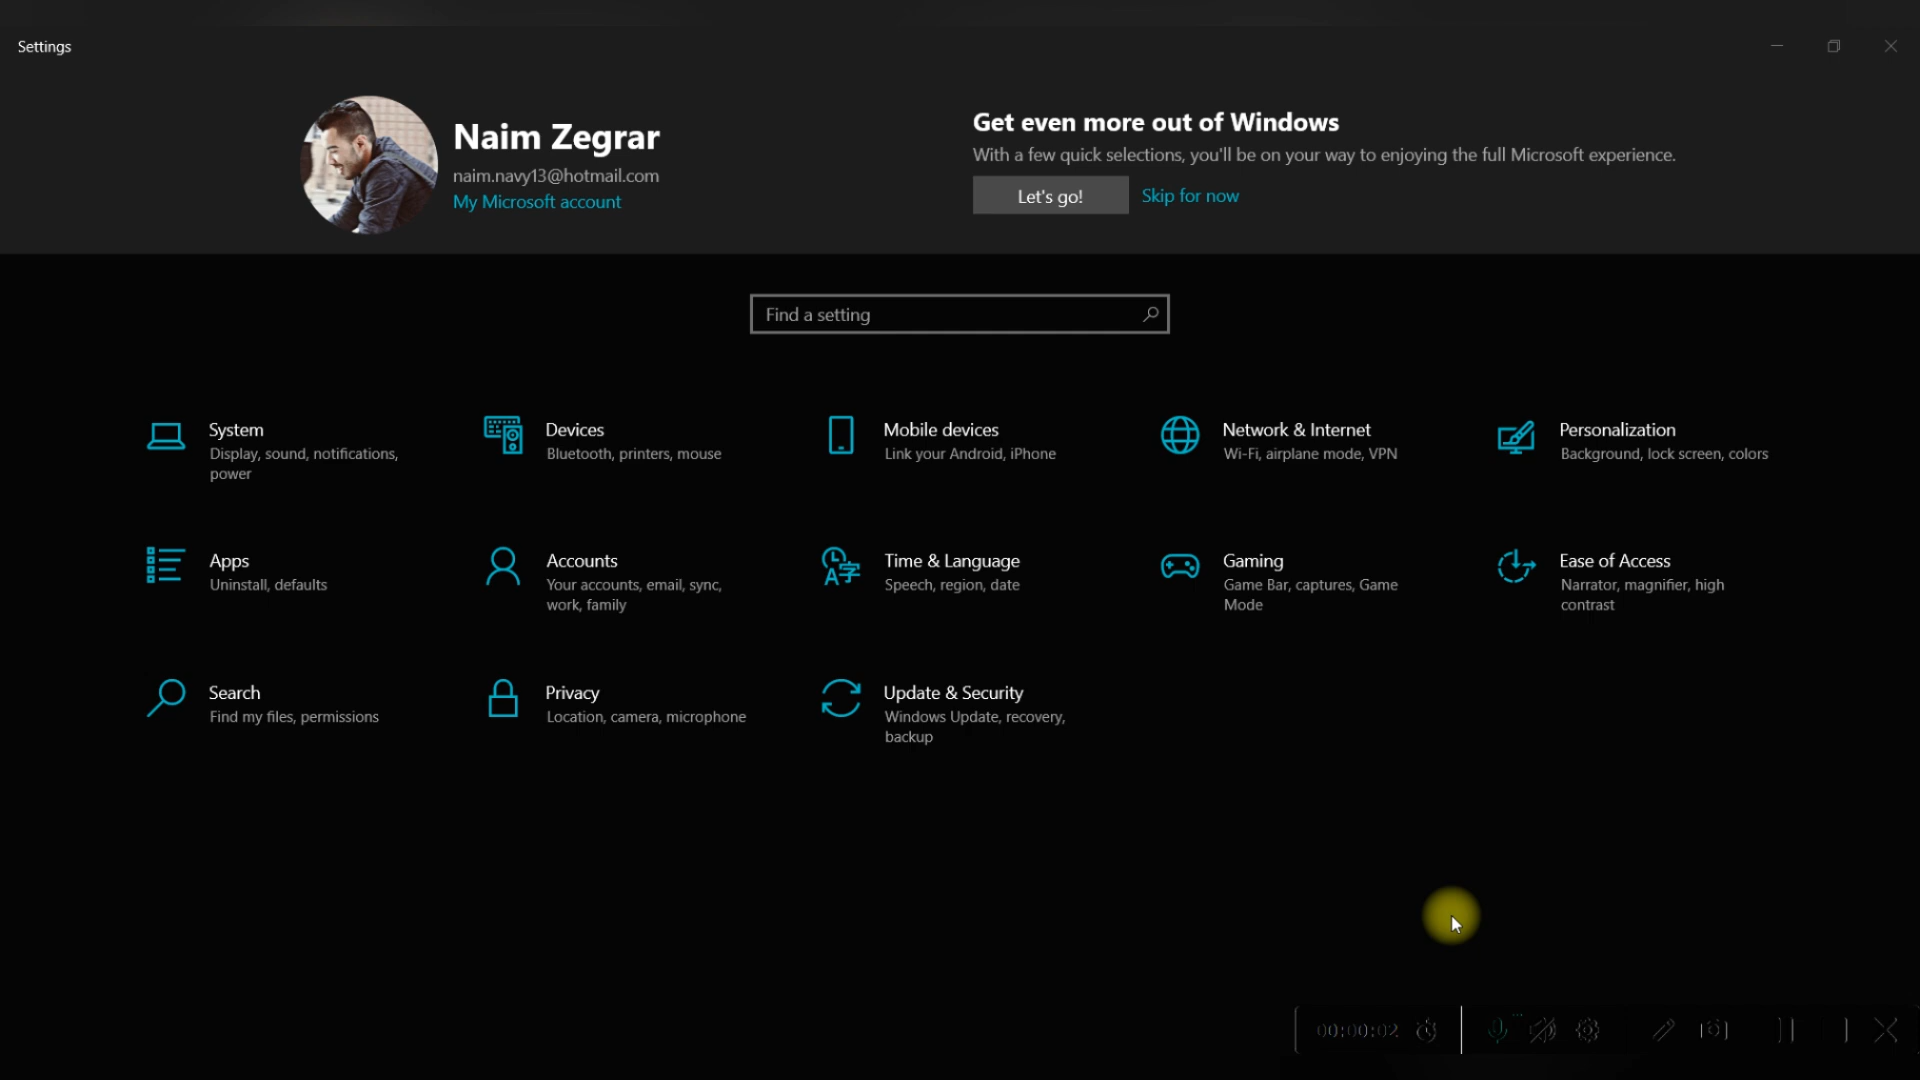 Settings
Naim Zegrar
naim.navy13@hotmail.com
My Microsoft account
Get even more out of Windows
With a few quick selections, you'll be on your way to enjoying the full Microsoft experience.
Let's go!
Skip for now
Find a setting
System
Display, sound, notifications,
power
Devices
Bluetooth, printers, mouse
Mobile devices
Link your Android, iPhone
Network & Internet
Wi-Fi, airplane mode, VPN
Personalization
Background, lock screen, colors
Apps
Uninstall, defaults
Accounts
Your accounts, email, sync,
work, family
Time & Language
Speech, region, date
Gaming
Game Bar, captures, Game
Mode
Ease of Access
Narrator, magnifier, high
contrast
Search
Find my files, permissions
Privacy
Location, camera, microphone
Update & Security
Windows Update, recovery,
backup
00:00:02